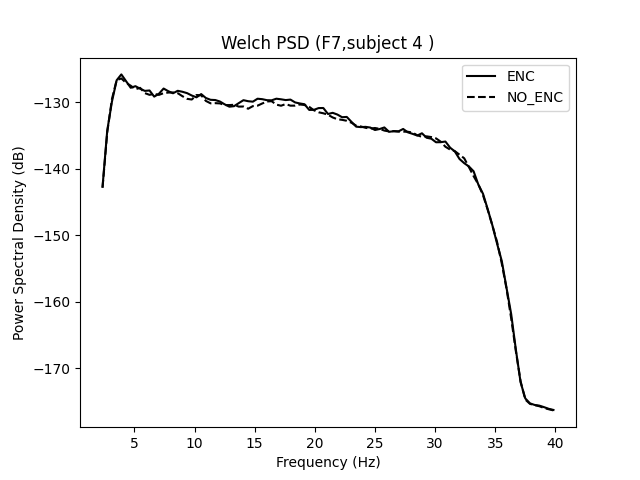 Welch PSD (F7,subject 4 )
ENC
NO_ENC
Power Spectral Density (dB)
−130
−140
−150
−160
−170
5 10 15 20 25 30 35 40
Frequency (Hz)